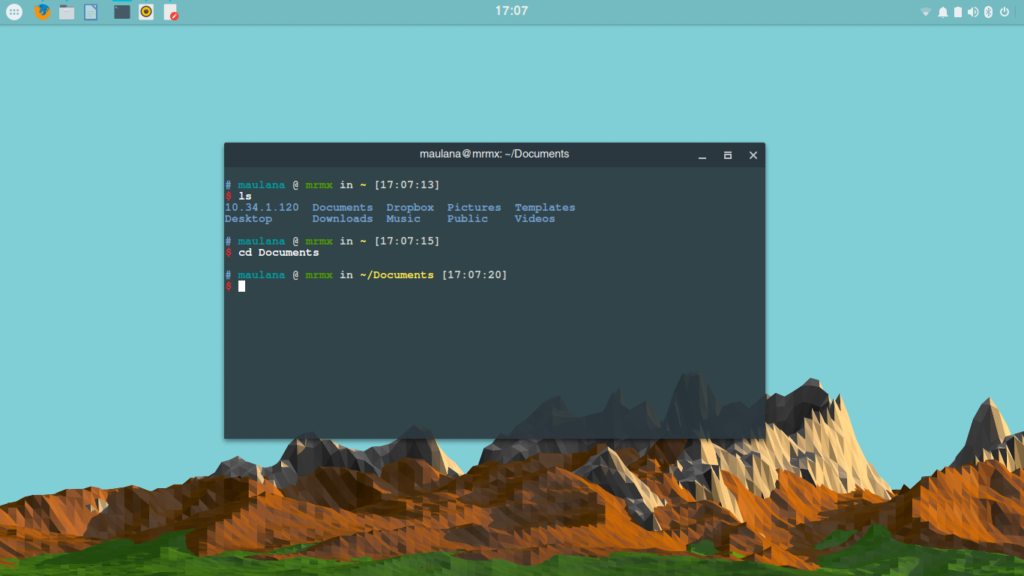 17:07
maulana@mrmx: ~/Documents
# maulana @ mrmx in ~ [17:07:13]
$ ls
10.34.1.120 Documents Dropbox Pictures Templates
Desktop Downloads Music Public Videos
# maulana @ mrmx in ~ [17:07:15]
$ cd Documents
# maulana @ mrmx in ~/Documents [17:07:20]
$